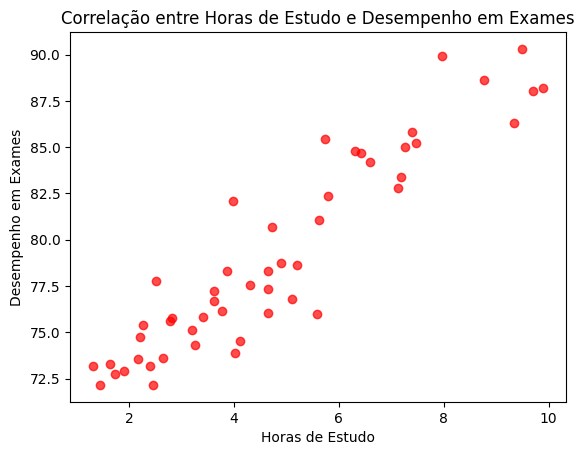 Correlação entre Horas de Estudo e Desempenho em Exames
90.0
87.5
85.0
82.5
80.0
77.5
75.0
72.5
Desempenho em Exames
2 4 6 8 10
Horas de Estudo